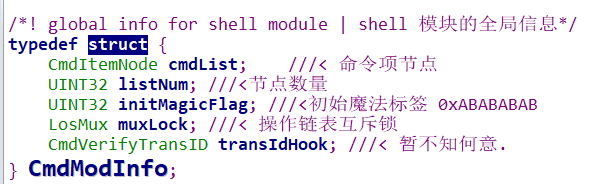 /*! global info for shell module | shell 模块的全局信息*/
typedef struct {
CmdItemNode cmdList; ///< 命令项节点
UINT32 listNum; ///<节点数量
UINT32 initMagicFlag; ///<初始魔法标签 0xABABABAB
LosMux muxLock; ///< 操作链表互斥锁
CmdVerifyTransID transIdHook; ///< 暂不知何意.
} CmdModInfo;